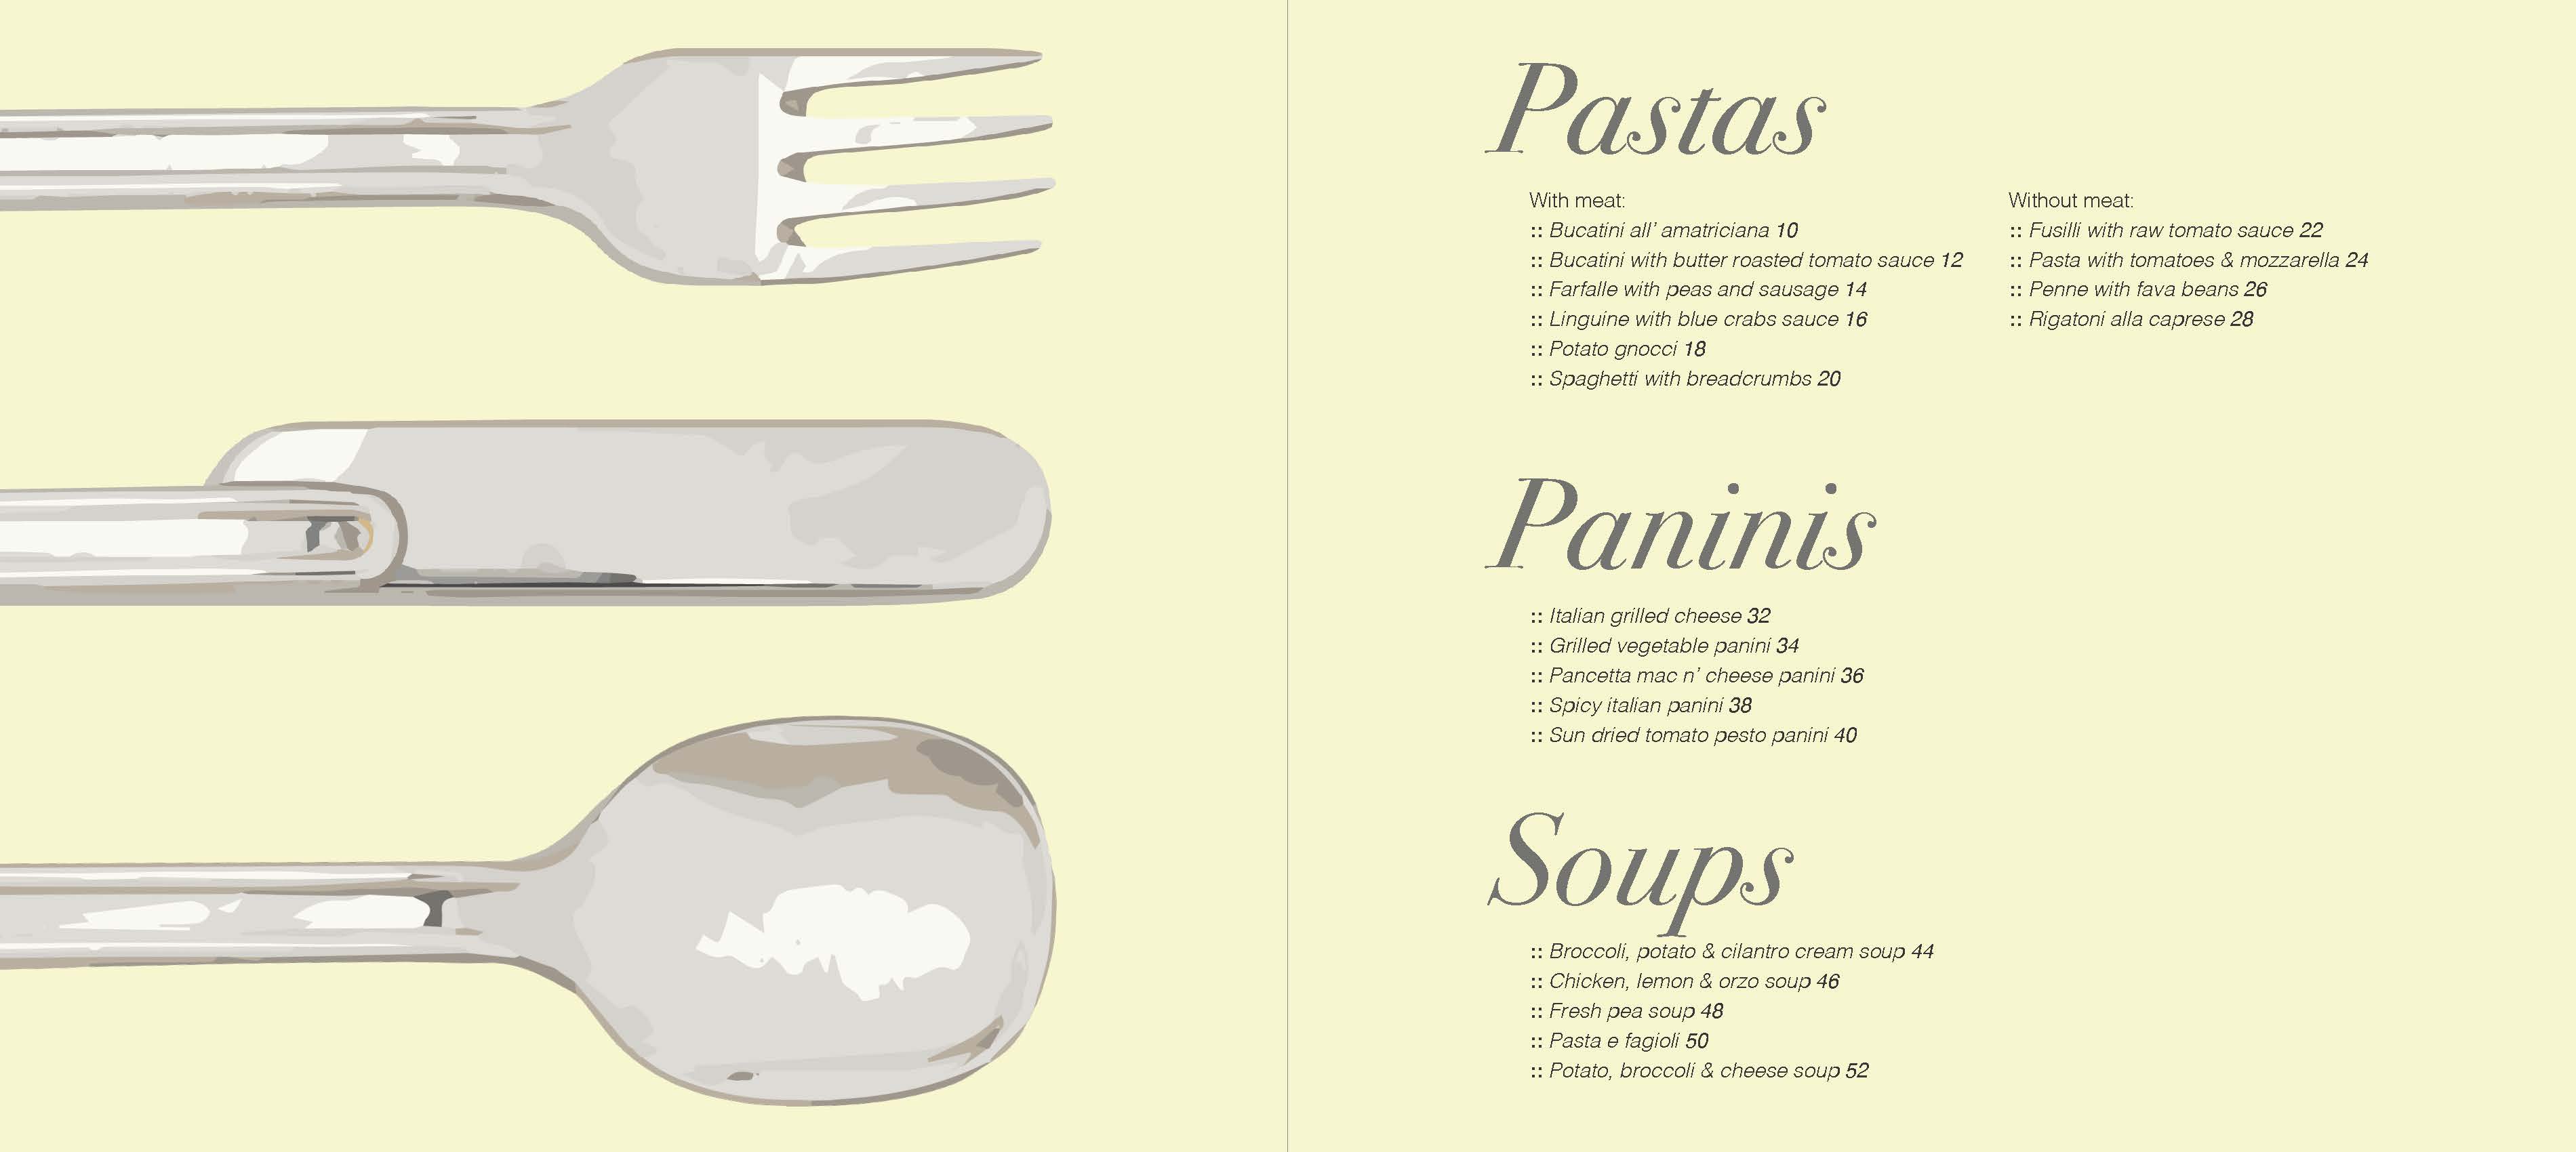 Pastas
With meat:
:: Bucatini all’ amatriciana 10
:: Bucatini with butter roasted tomato sauce 12
:: Farfalle with peas and sausage 14
:: Linguine with blue crabs sauce 16
:: Potato gnocci 18
:: Spaghetti with breadcrumbs 20
Without meat:
:: Fusilli with raw tomato sauce 22
:: Pasta with tomatoes & mozzarella 24
:: Penne with fava beans 26
:: Rigatoni alla caprese 28
Paninis
:: Italian grilled cheese 32
:: Grilled vegetable panini 34
:: Pancetta mac n’ cheese panini 36
:: Spicy italian panini 38
:: Sun dried tomato pesto panini 40
Soups
:: Broccoli, potato & cilantro cream soup 44
:: Chicken, lemon & orzo soup 46
:: Fresh pea soup 48
:: Pasta e fagioli 50
:: Potato, broccoli & cheese soup 52